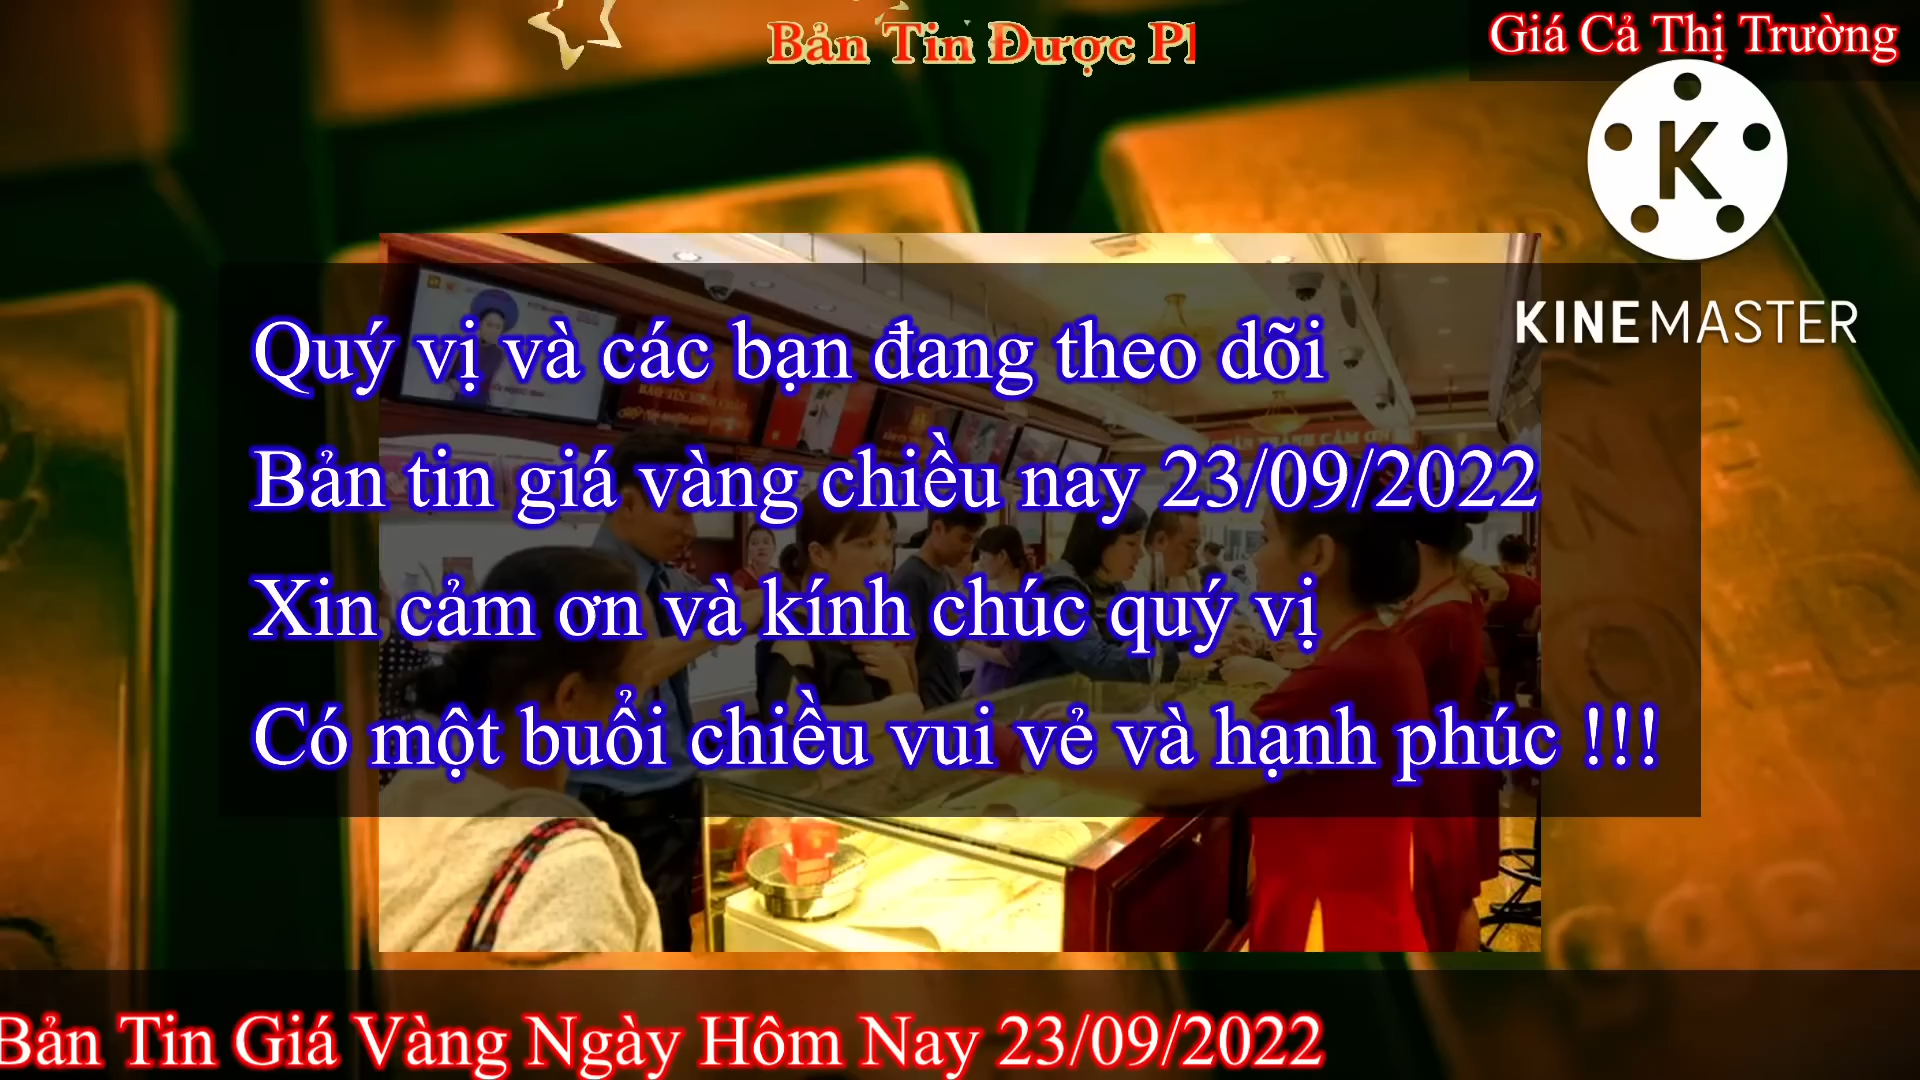 Bản Tin Được
Giá Cả Thị Trường
K
KINEMASTER
Quý vị và các bạn đang theo dõi
Bản tin giá vàng chiều nay 23/09/2022
Xin cảm ơn và kính chúc quý vị
Có một buổi chiều vui vẻ và hạnh phúc !!!
Bản Tin Giá Vàng Ngày Hôm Nay 23/09/2022